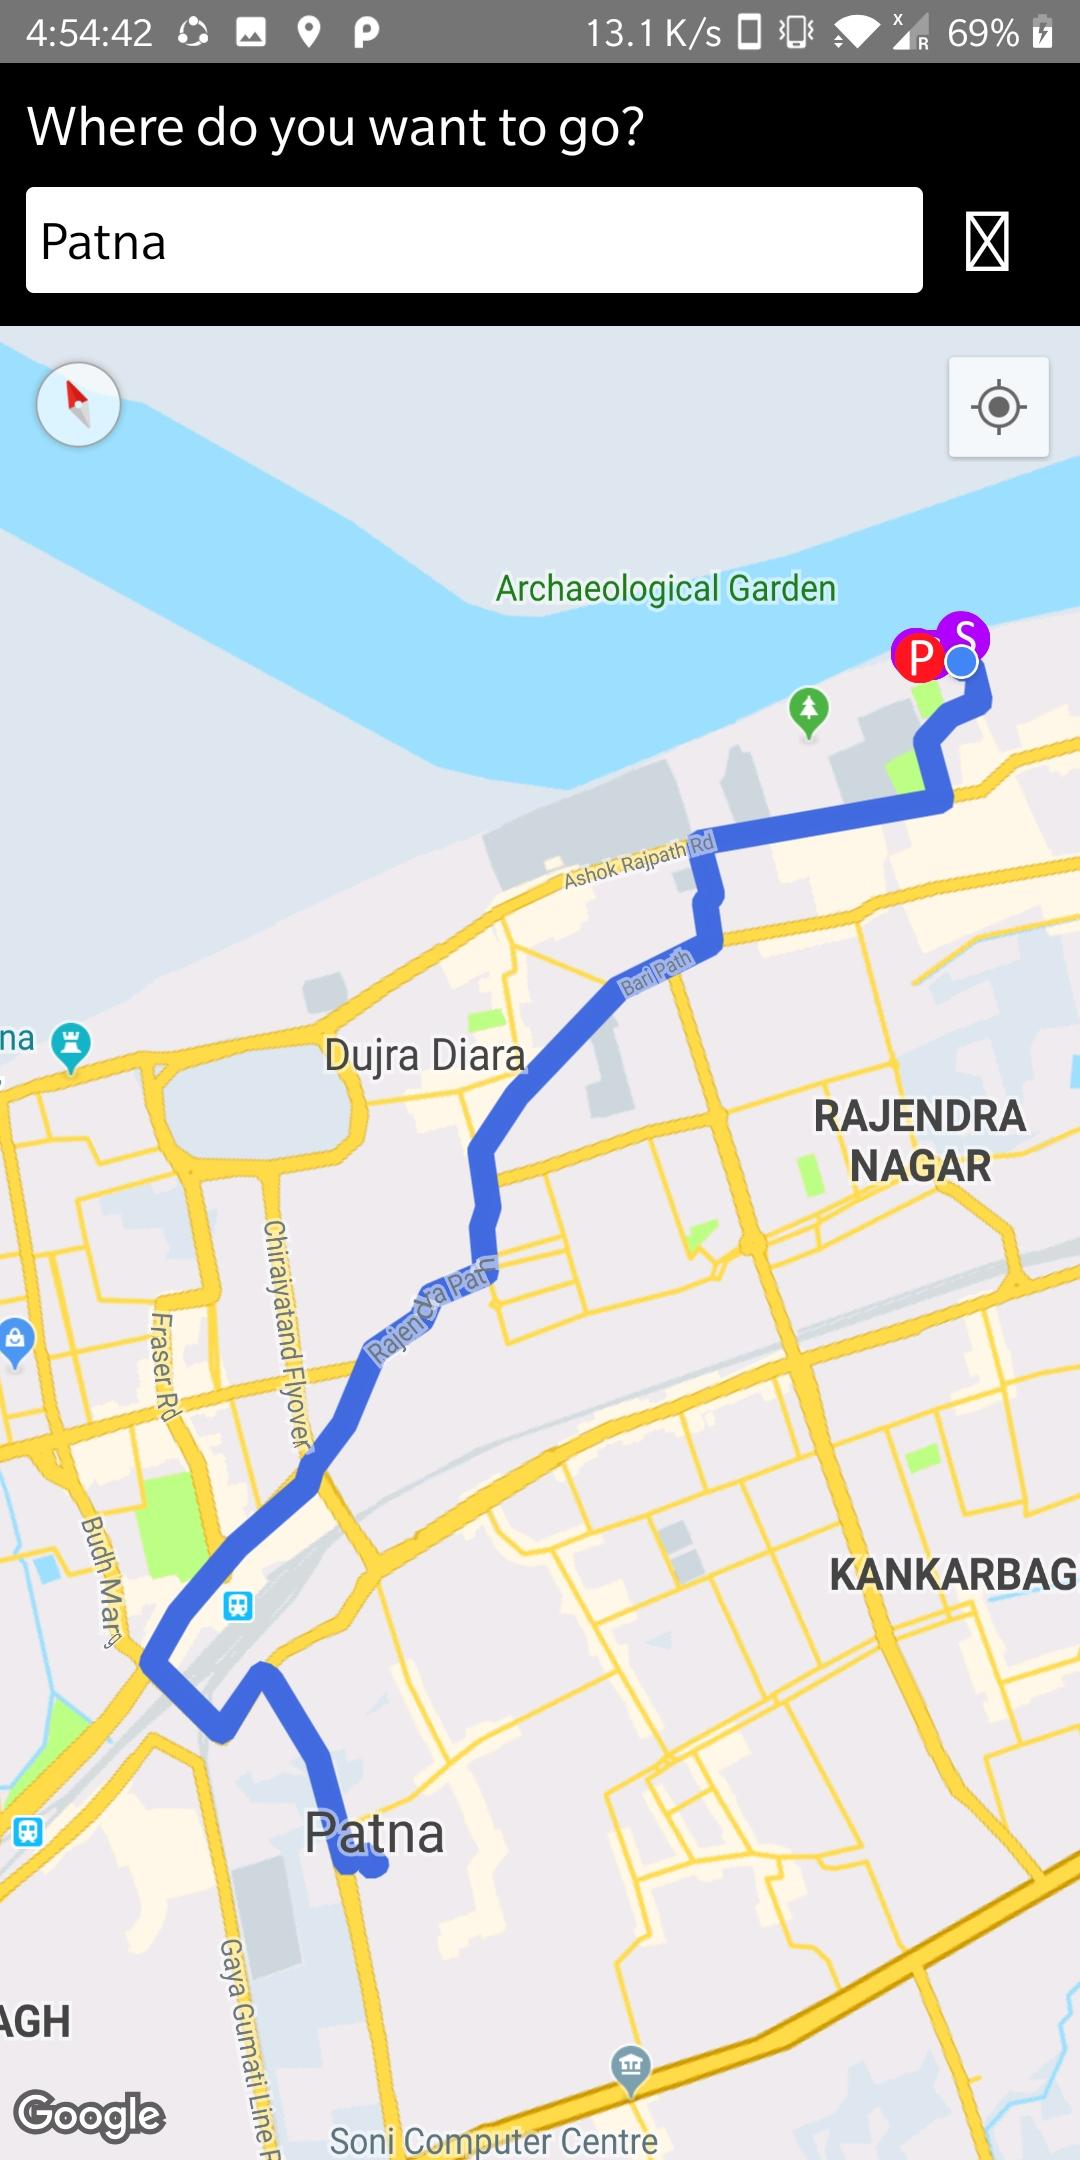 4:54:42 13.1 K/s X R 69%
Where do you want to go?
Patna
Archaeological Garden
S
P
Ashok Rajpath Rd
Bari Path
na
Dujra Diara
RAJENDRA
NAGAR
Chiraiyatand Flyover
Rajendra Path
Fraser Rd
Budh Marg
KANKARBAG
Patna
Gaya Gumati Line R
AGH
Google
Soni Computer Centre